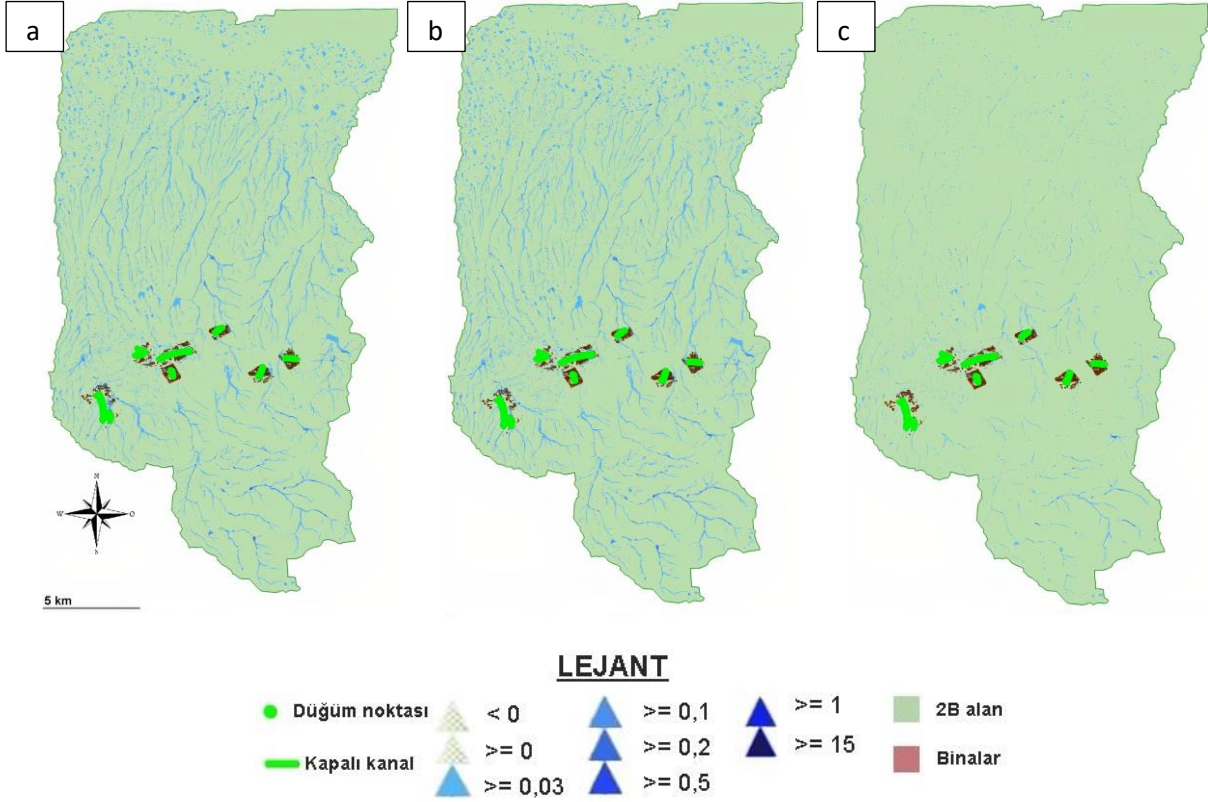 a
b
c
N
W
O
S
5 km
LEJANT
Düğüm noktası
Kapalı kanal
< 0
>= 0
>= 0,03
>= 0,1
>= 0,2
>= 0,5
>= 1
>= 15
2B alan
Binalar